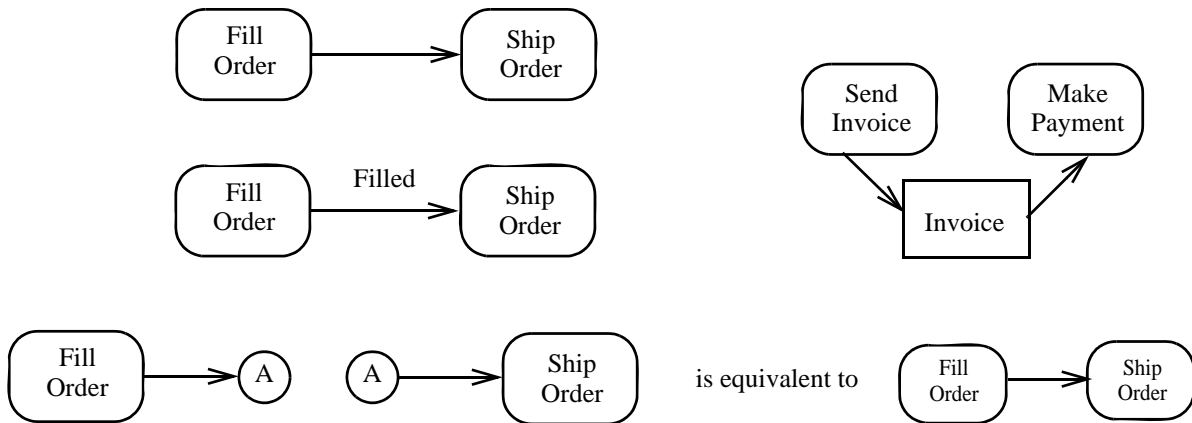 Fill
Order
Ship
Order
Send
Invoice
Make
Payment
Fill
Order
Filled
Ship
Order
Invoice
Fill
Order
A
A
Ship
Order
is equivalent to
Fill
Order
Ship
Order